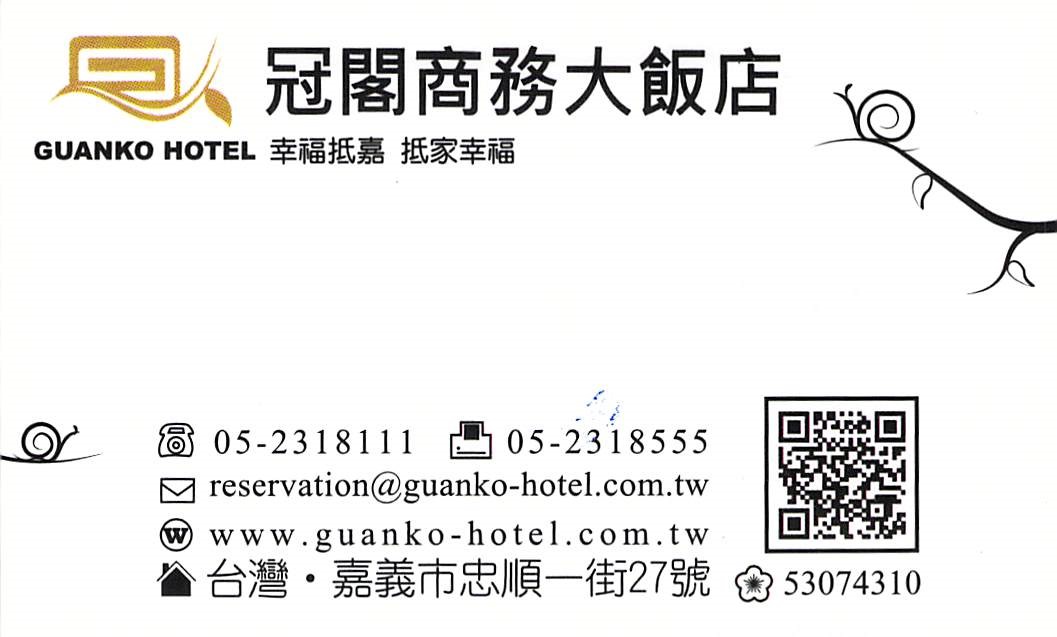 冠閣商務大飯店
GUANKO HOTEL 幸福抵嘉 抵家幸福
05-2318111 05-2318555
reservation@guanko-hotel.com.tw
www.guanko-hotel.com.tw
台灣・嘉義市忠順一街27號 53074310